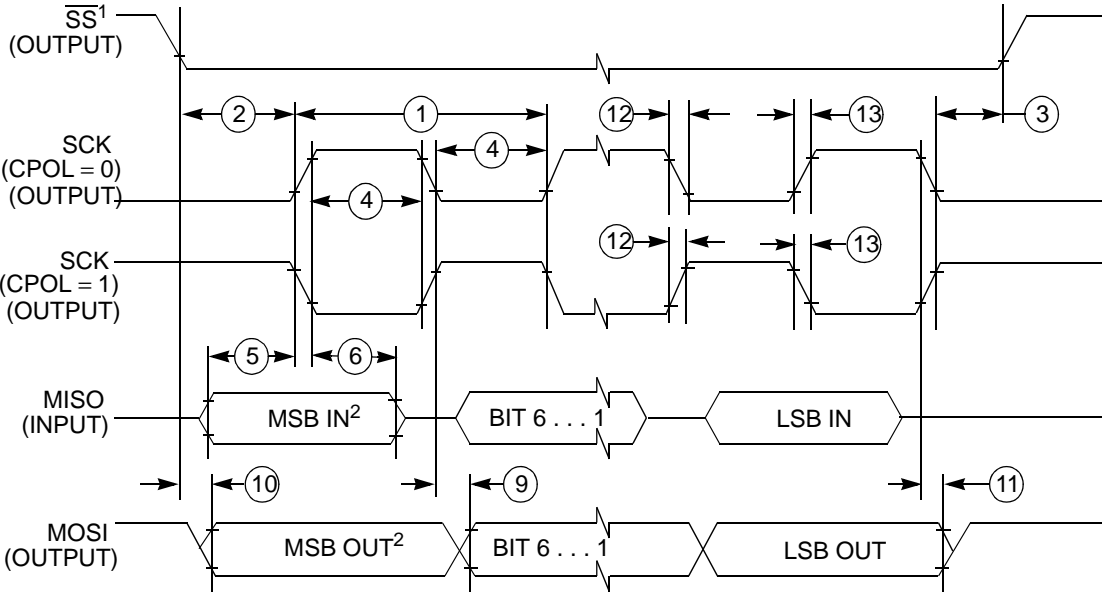 SS1
(OUTPUT)
2
1
12
13
3
SCK
(CPOL = 0)
(OUTPUT)
4
4
SCK
(CPOL = 1)
(OUTPUT)
12
13
5
6
MISO
(INPUT)
MSB IN2
BIT 6 . . . 1
LSB IN
10
9
11
MOSI
(OUTPUT)
MSB OUT2
BIT 6 . . . 1
LSB OUT